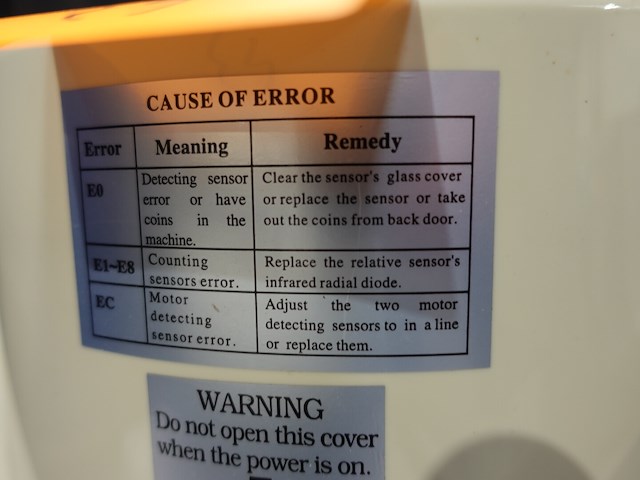 CAUSE OF ERROR
Error Meaning Remedy
E0
Detecting sensor
error or have
coins in the
machine.
Clear the sensor's glass cover
or replace the sensor or take
out the coins from back door.
E1~E8
Counting
sensors error.
Replace the relative sensor's
infrared radial diode.
EC
Motor
detecting
sensor error.
Adjust the two motor
detecting sensors to in a line
or replace them.
WARNING
Do not open this cover
when the power is on.